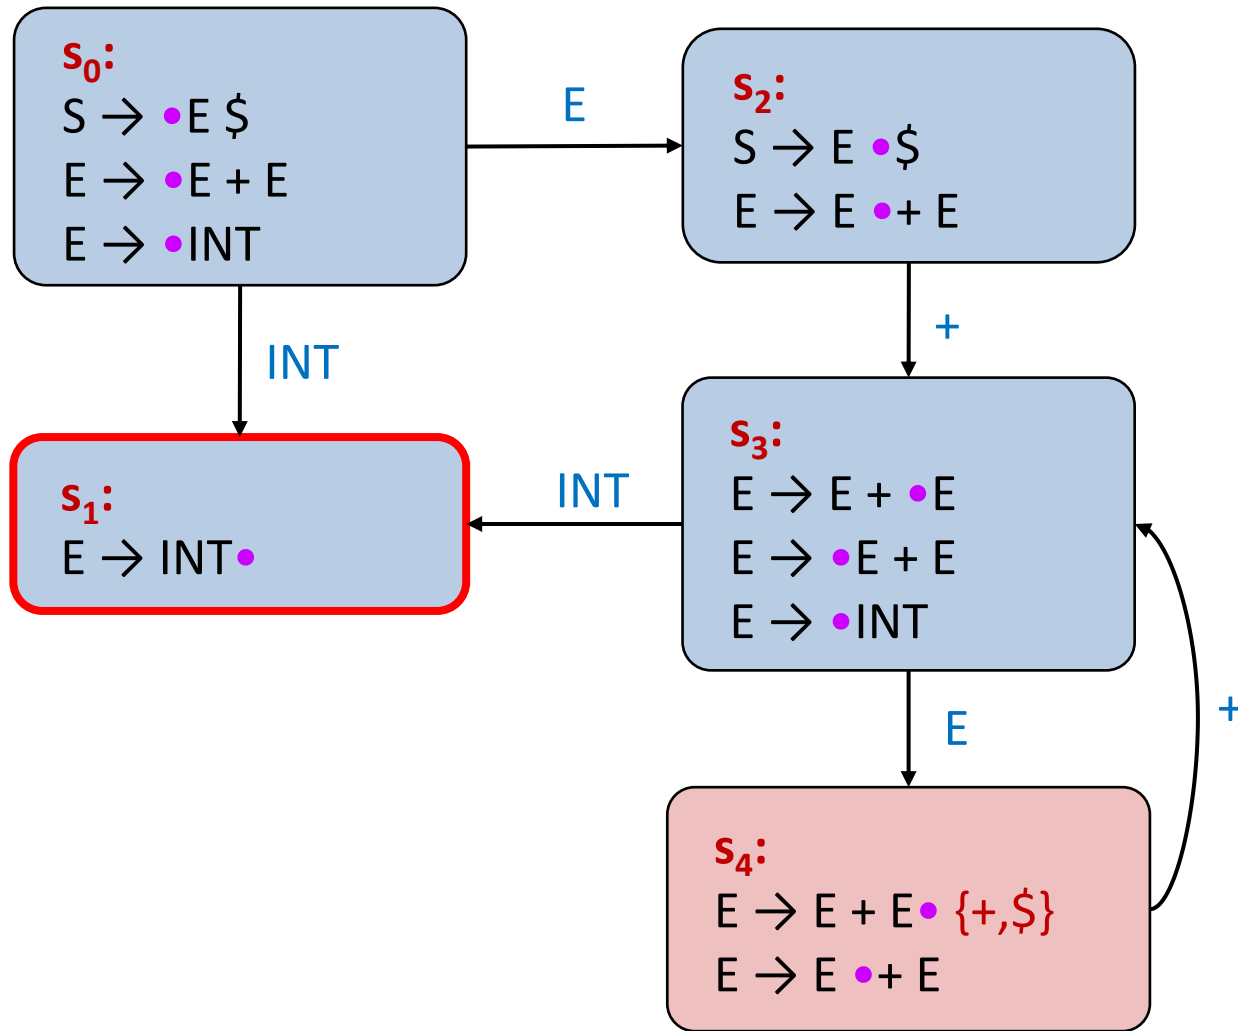 s₀:
S → •E $
E → •E + E
E → •INT
E
s₂:
S → E •$
E → E •+ E
INT
+
s₁:
E → INT•
INT
s₃:
E → E + •E
E → •E + E
E → •INT
E
+
s₄:
E → E + E• {+,$}
E → E •+ E